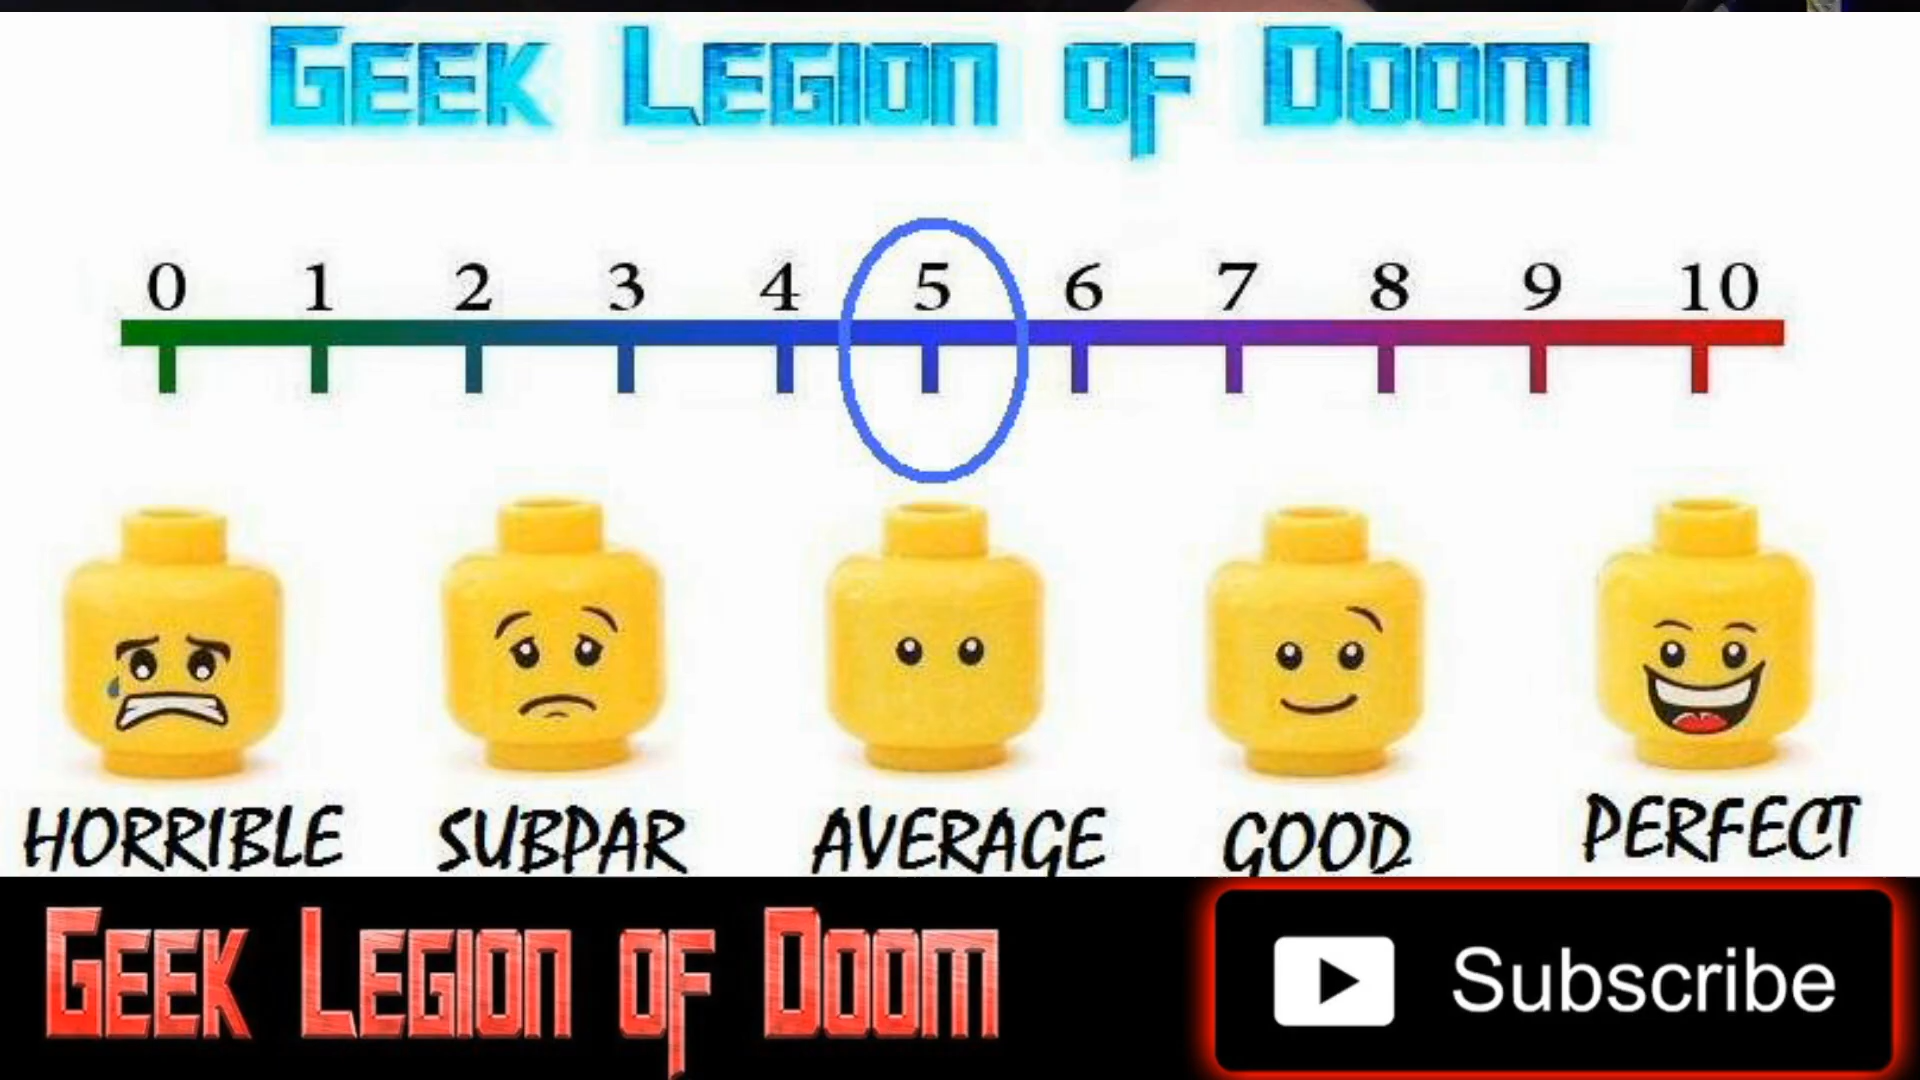 GEEK LEGION OF DOOM
0 1 2 3 4 5 6 7 8 9 10
HORRIBLE SUBPAR AVERAGE GOOD PERFECT
GEEK LEGION OF DOOM
Subscribe